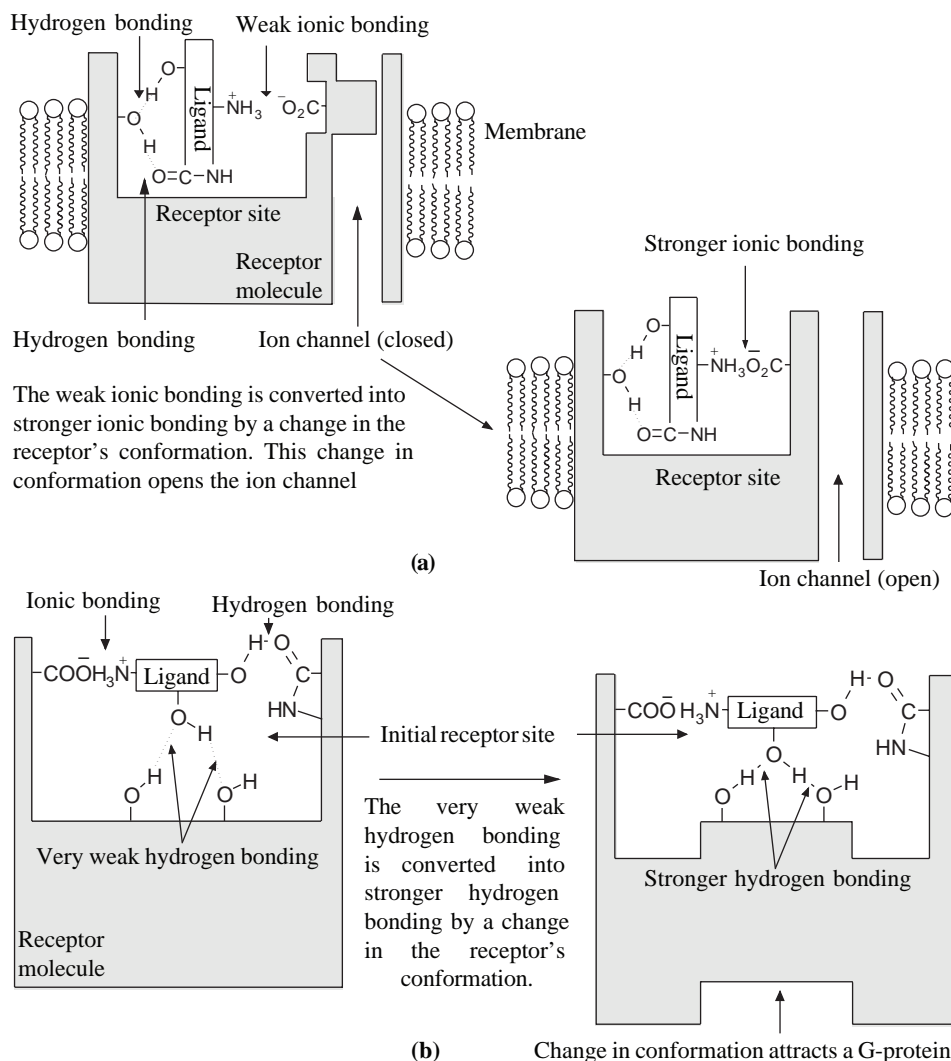 Hydrogen bonding
Weak ionic bonding
O
H
Ligand
+
NH3
−O2C
O
H
O=C—NH
Membrane
Receptor site
Receptor molecule
Hydrogen bonding
Ion channel (closed)
Stronger ionic bonding
O
H
Ligand
+
NH3
−O2C
O
H
O=C—NH
Receptor site
Ion channel (open)
The weak ionic bonding is converted into
stronger ionic bonding by a change in the
receptor's conformation. This change in
conformation opens the ion channel
(a)
Ionic bonding
Hydrogen bonding
COO−
H3N+
Ligand
O
H
O
C
HN
O
H
H
O
O
H
Initial receptor site
Very weak hydrogen bonding
Receptor
molecule
The very weak
hydrogen bonding
is converted into
stronger hydrogen
bonding by a change
in the receptor's
conformation.
COO−
H3N+
Ligand
O
H
O
C
HN
O
H
H
O
O
H
Stronger hydrogen bonding
(b)
Change in conformation attracts a G-protein